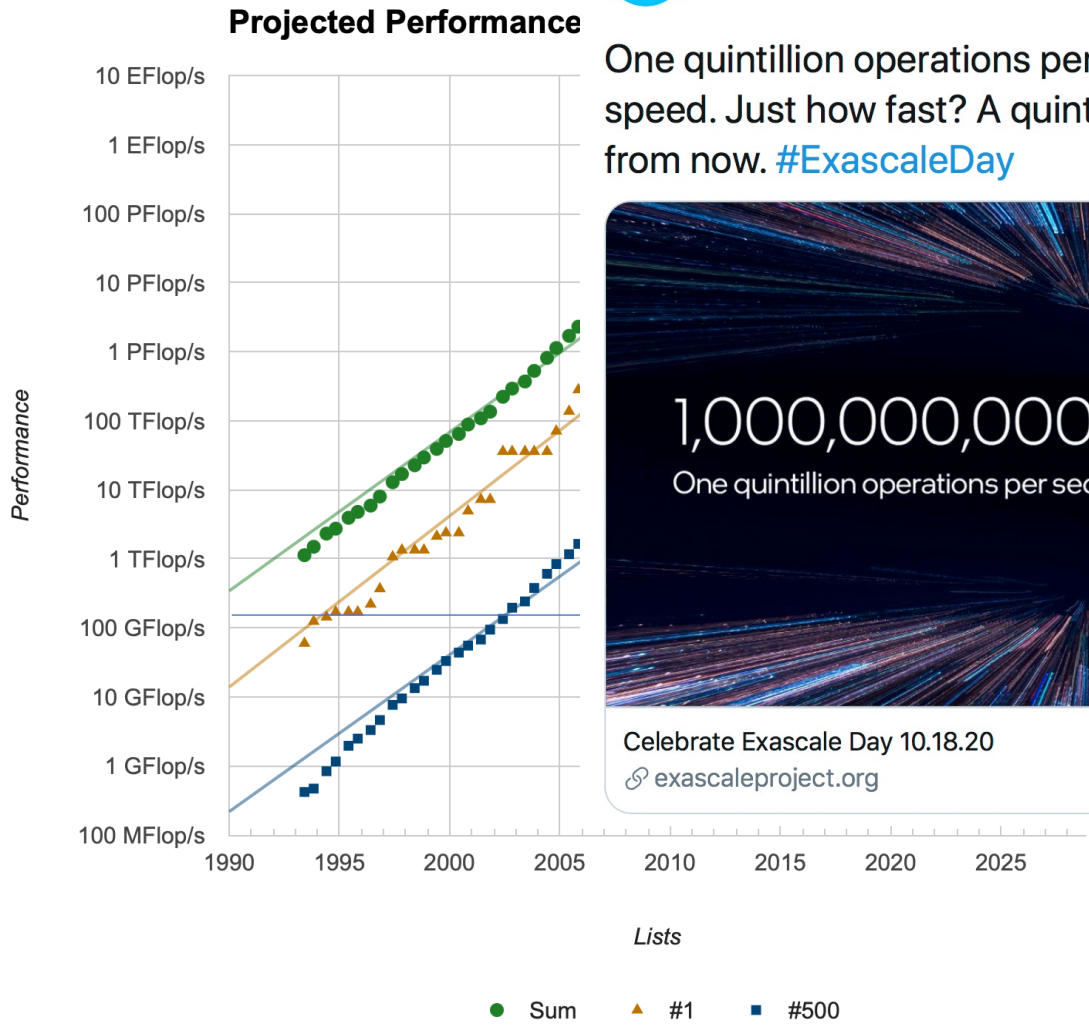 Projected Performance
10 EFlop/s
1 EFlop/s
100 PFlop/s
10 PFlop/s
1 PFlop/s
100 TFlop/s
10 TFlop/s
1 TFlop/s
100 GFlop/s
10 GFlop/s
1 GFlop/s
100 MFlop/s
Performance
1990 1995 2000 2005 2010 2015 2020 2025
Lists
Sum #1 #500
One quintillion operations per
speed. Just how fast? A quint
from now. #ExascaleDay
1,000,000,000
One quintillion operations per sec
Celebrate Exascale Day 10.18.20
exascaleproject.org